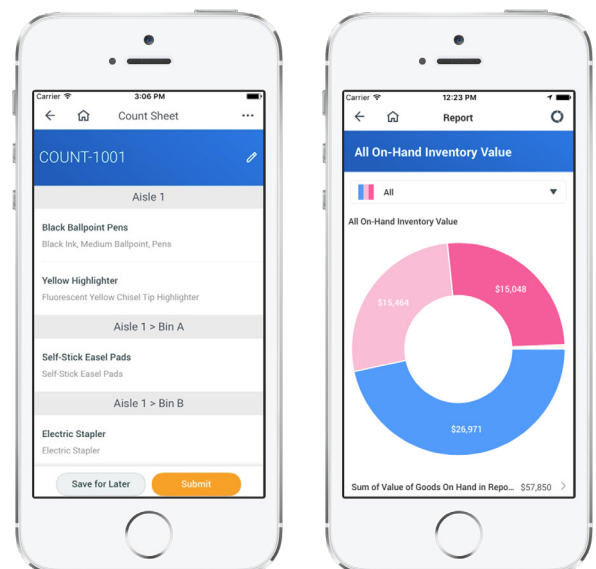 Carrier 3:06 PM
Count Sheet ...
COUNT-1001
Aisle 1
Black Ballpoint Pens
Black Ink, Medium Ballpoint, Pens
Yellow Highlighter
Fluorescent Yellow Chisel Tip Highlighter
Aisle 1 > Bin A
Self-Stick Easel Pads
Self-Stick Easel Pads
Aisle 1 > Bin B
Electric Stapler
Electric Stapler
Save for Later Submit
Carrier 12:23 PM
Report
All On-Hand Inventory Value
All
All On-Hand Inventory Value
$15,048
$15,464
$26,971
Sum of Value of Goods On Hand in Repo... $57,850 >